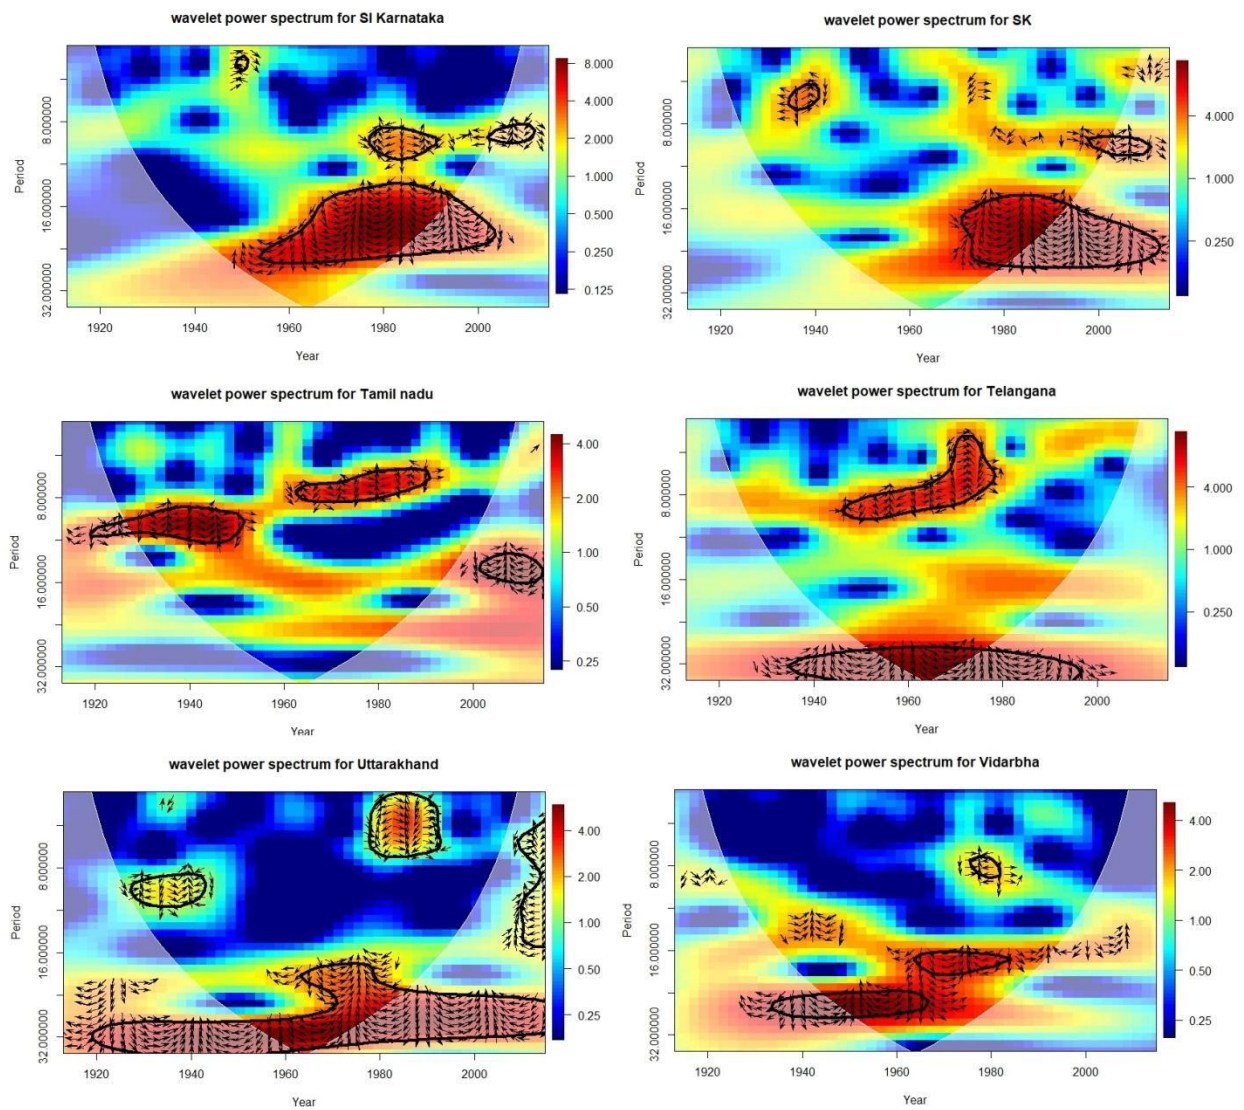 wavelet power spectrum for SI Karnataka
Period
8.000000
16.000000
32.000000
1920 1940 1960 1980 2000
Year
8.000
4.000
2.000
1.000
0.500
0.250
0.125
wavelet power spectrum for SK
Period
8.000000
16.000000
32.000000
1920 1940 1960 1980 2000
Year
4.000
1.000
0.250
wavelet power spectrum for Tamil nadu
Period
8.000000
16.000000
32.000000
1920 1940 1960 1980 2000
Year
4.00
2.00
1.00
0.50
0.25
wavelet power spectrum for Telangana
Period
8.000000
16.000000
32.000000
1920 1940 1960 1980 2000
Year
4.000
1.000
0.250
wavelet power spectrum for Uttarakhand
Period
8.000000
16.000000
32.000000
1920 1940 1960 1980 2000
Year
4.00
2.00
1.00
0.50
0.25
wavelet power spectrum for Vidarbha
Period
8.000000
16.000000
32.000000
1920 1940 1960 1980 2000
Year
4.00
2.00
1.00
0.50
0.25